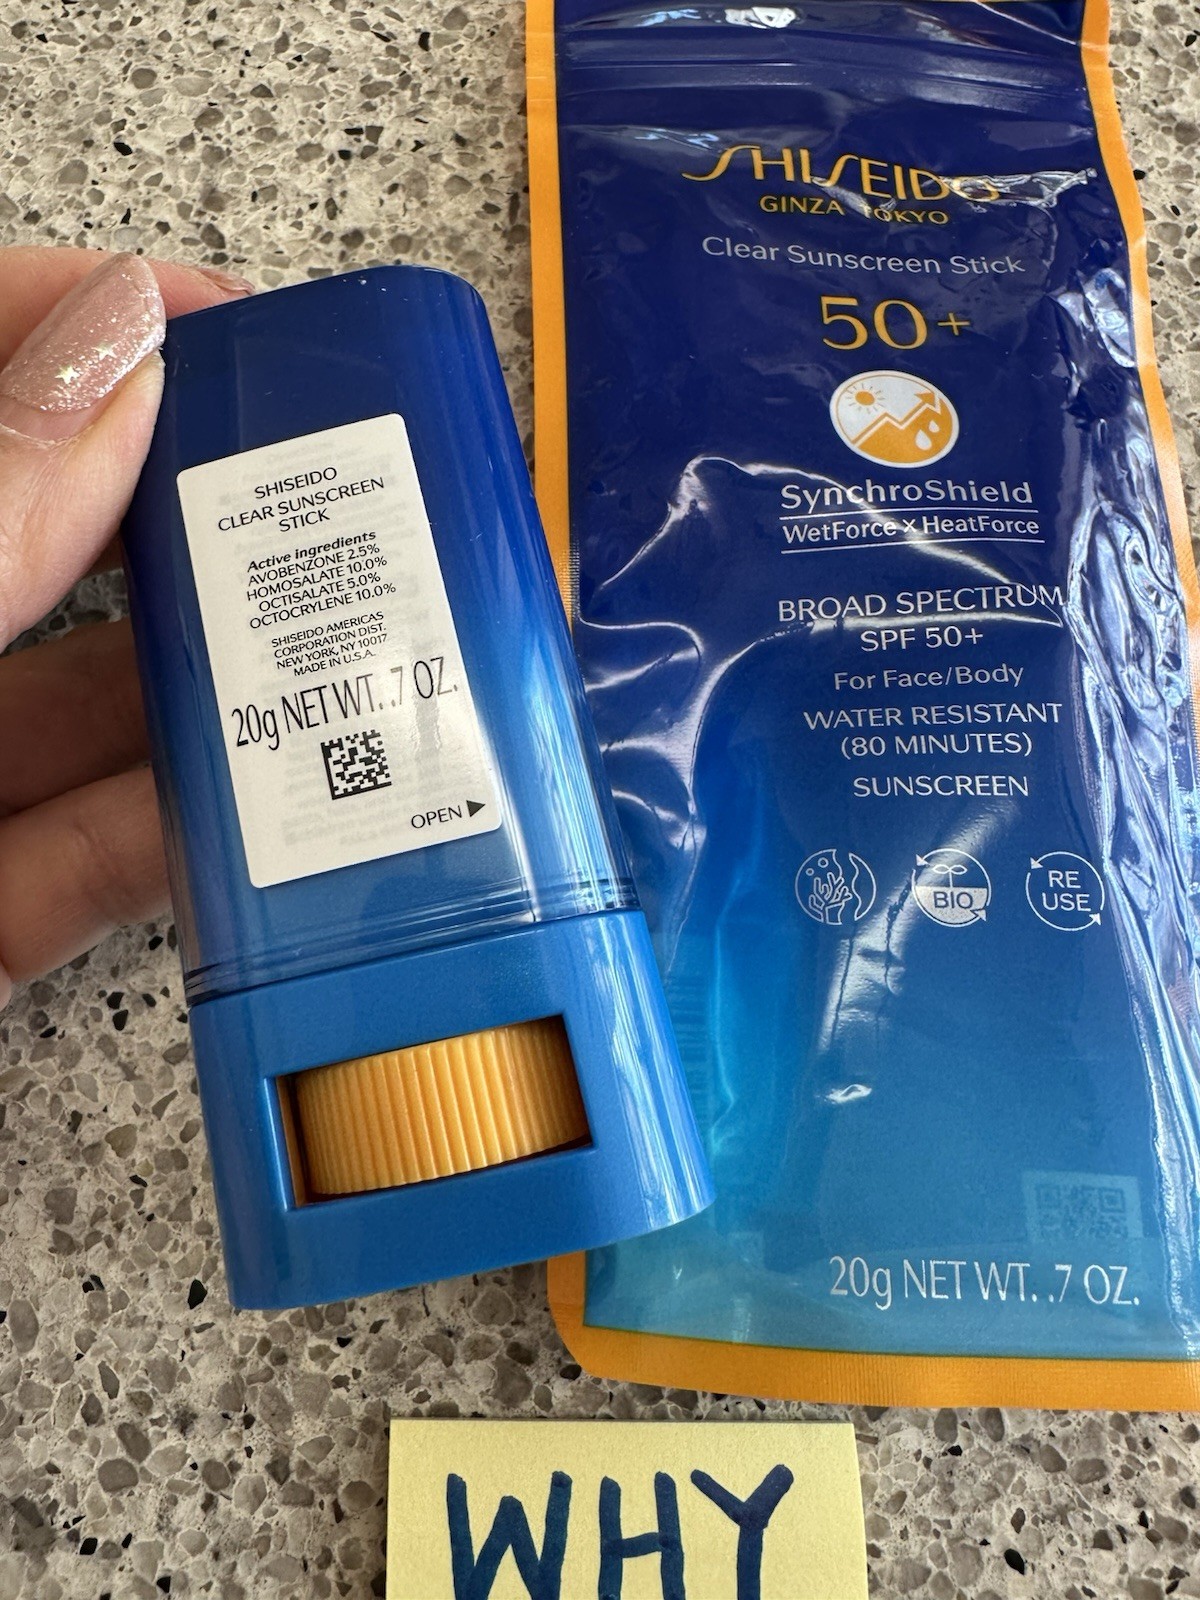 SHISEIDO
GINZA TOKYO
Clear Sunscreen Stick
50+
SynchroShield
WetForce x HeatForce
BROAD SPECTRUM
SPF 50+
For Face/Body
WATER RESISTANT
(80 MINUTES)
SUNSCREEN
BIO
RE
USE
20g NET WT. .7 OZ.
SHISEIDO
CLEAR SUNSCREEN
STICK
Active ingredients
AVOBENZONE 2.5%
HOMOSALATE 10.0%
OCTISALATE 5.0%
OCTOCRYLENE 10.0%
SHISEIDO AMERICAS
CORPORATION DIST.
NEW YORK, NY 10017
MADE IN U.S.A.
20g NET WT. .7 OZ.
OPEN ▶
WHY